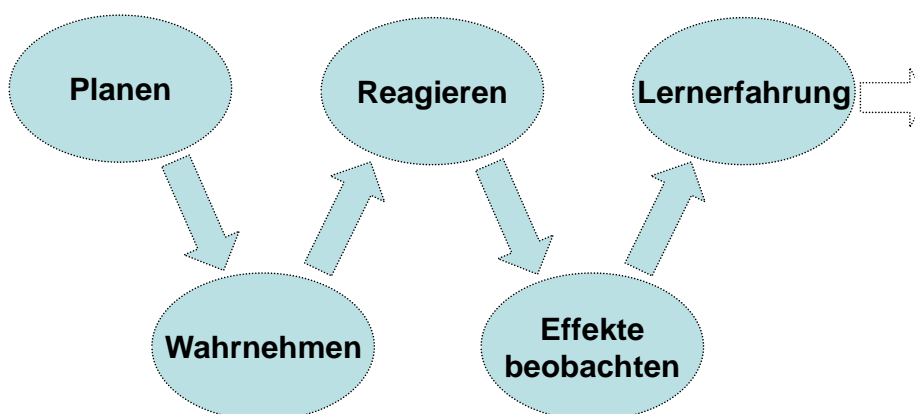 Planen
Reagieren
Lernerfahrung
Wahrnehmen
Effekte
beobachten